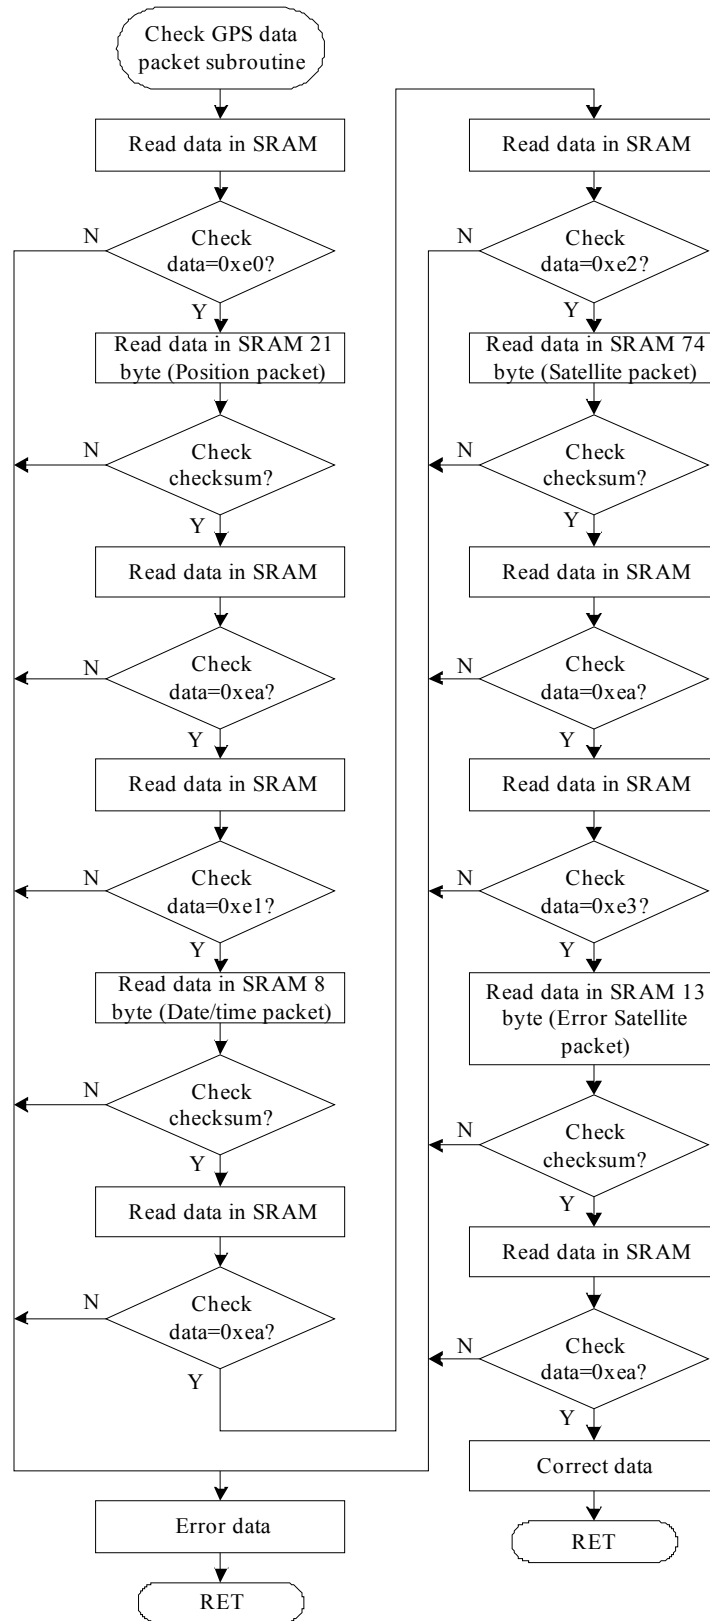 Check GPS data
packet subroutine
Read data in SRAM
N
Check
data=0xe0?
Y
Read data in SRAM 21
byte (Position packet)
N
Check
checksum?
Y
Read data in SRAM
N
Check
data=0xea?
Y
Read data in SRAM
N
Check
data=0xe1?
Y
Read data in SRAM 8
byte (Date/time packet)
N
Check
checksum?
Y
Read data in SRAM
N
Check
data=0xea?
Y
Error data
RET
Read data in SRAM
N
Check
data=0xe2?
Y
Read data in SRAM 74
byte (Satellite packet)
N
Check
checksum?
Y
Read data in SRAM
N
Check
data=0xea?
Y
Read data in SRAM
N
Check
data=0xe3?
Y
Read data in SRAM 13
byte (Error Satellite
packet)
N
Check
checksum?
Y
Read data in SRAM
N
Check
data=0xea?
Y
Correct data
RET